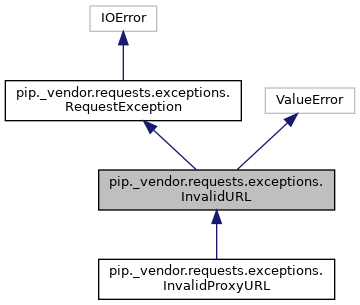 IOError
pip._vendor.requests.exceptions.
RequestException
ValueError
pip._vendor.requests.exceptions.
InvalidURL
pip._vendor.requests.exceptions.
InvalidProxyURL